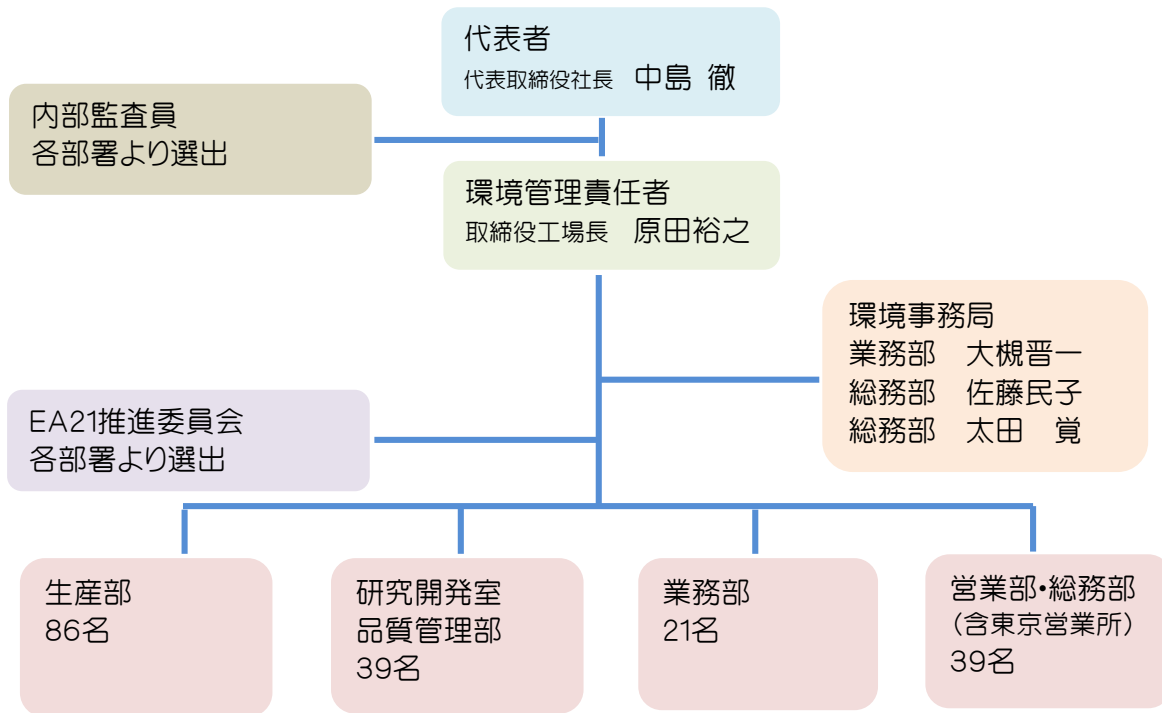 代表者
代表取締役社長　中島 徹
内部監査員
各部署より選出
環境管理責任者
取締役工場長　原田裕之
環境事務局
業務部　大槻晋一
総務部　佐藤民子
総務部　太田　覚
EA21推進委員会
各部署より選出
生産部
86名
研究開発室
品質管理部
39名
業務部
21名
営業部・総務部
（含東京営業所）
39名